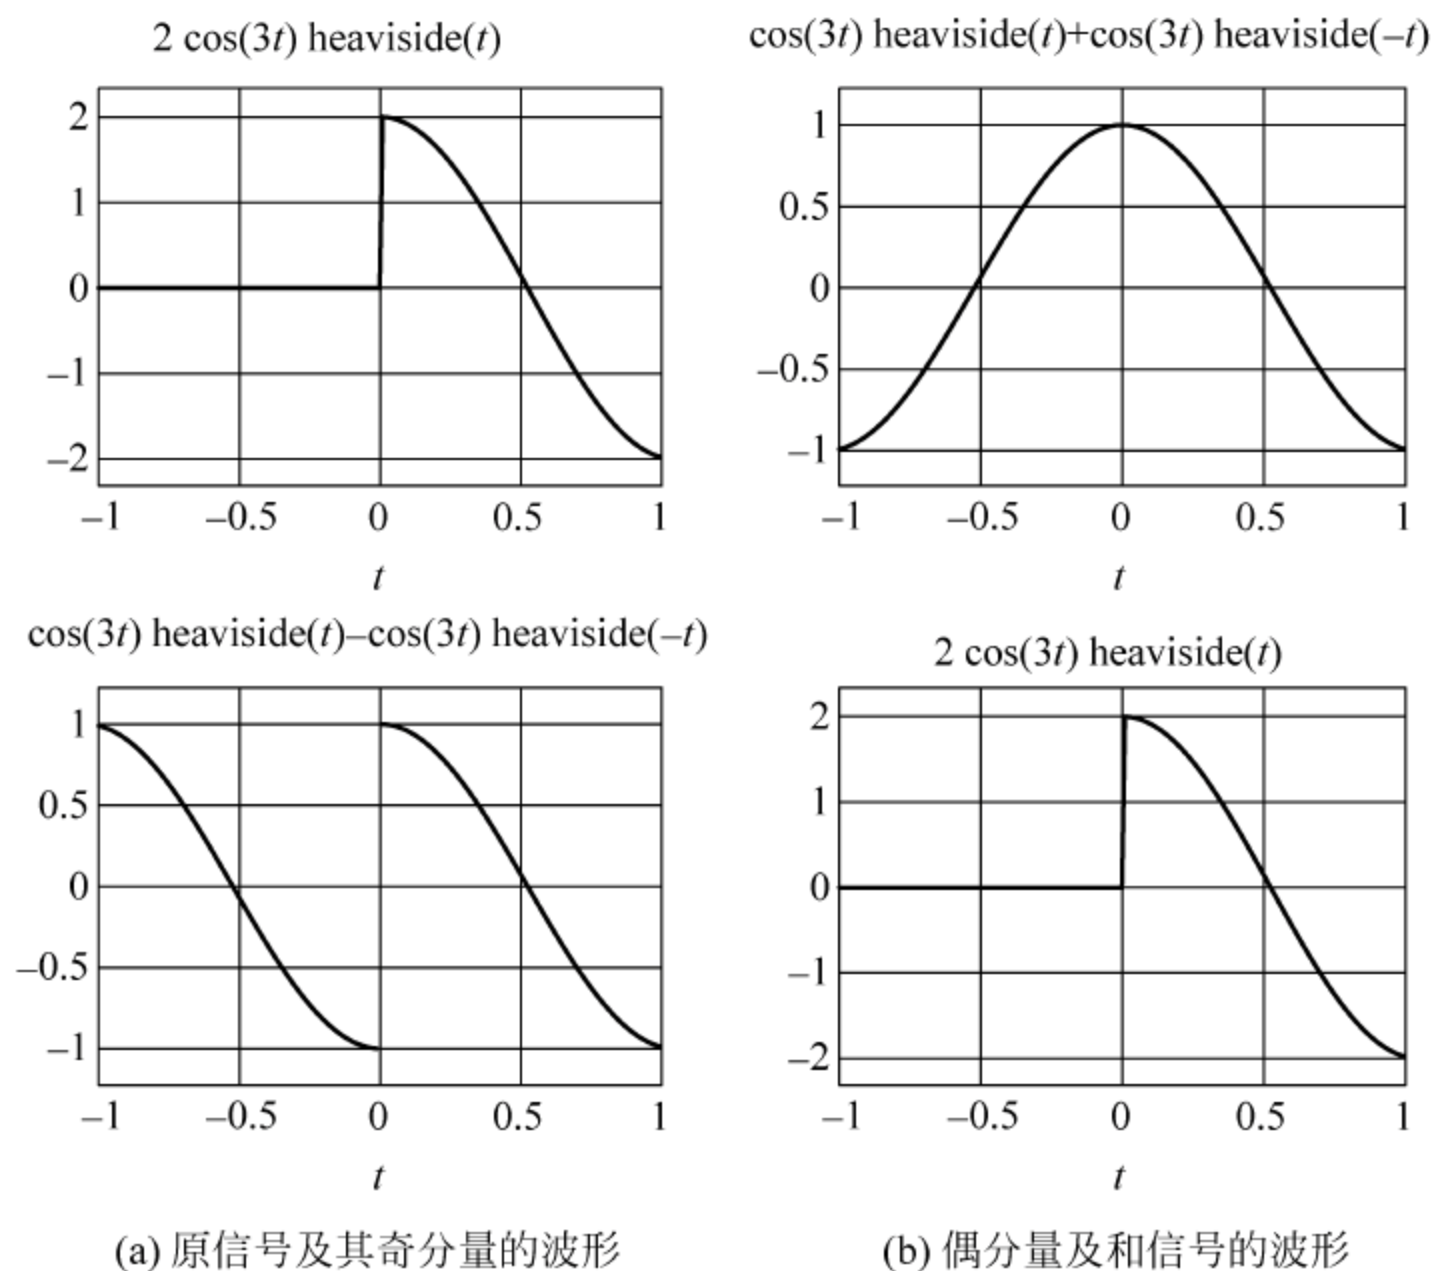 2 cos(3t) heaviside(t)
2
1
0
–1
–2
–1 –0.5 0 0.5 1
t
cos(3t) heaviside(t)+cos(3t) heaviside(–t)
1
0.5
0
–0.5
–1
–1 –0.5 0 0.5 1
t
cos(3t) heaviside(t)–cos(3t) heaviside(–t)
1
0.5
0
–0.5
–1
–1 –0.5 0 0.5 1
t
2 cos(3t) heaviside(t)
2
1
0
–1
–2
–1 –0.5 0 0.5 1
t
(a) 原信号及其奇分量的波形
(b) 偶分量及和信号的波形